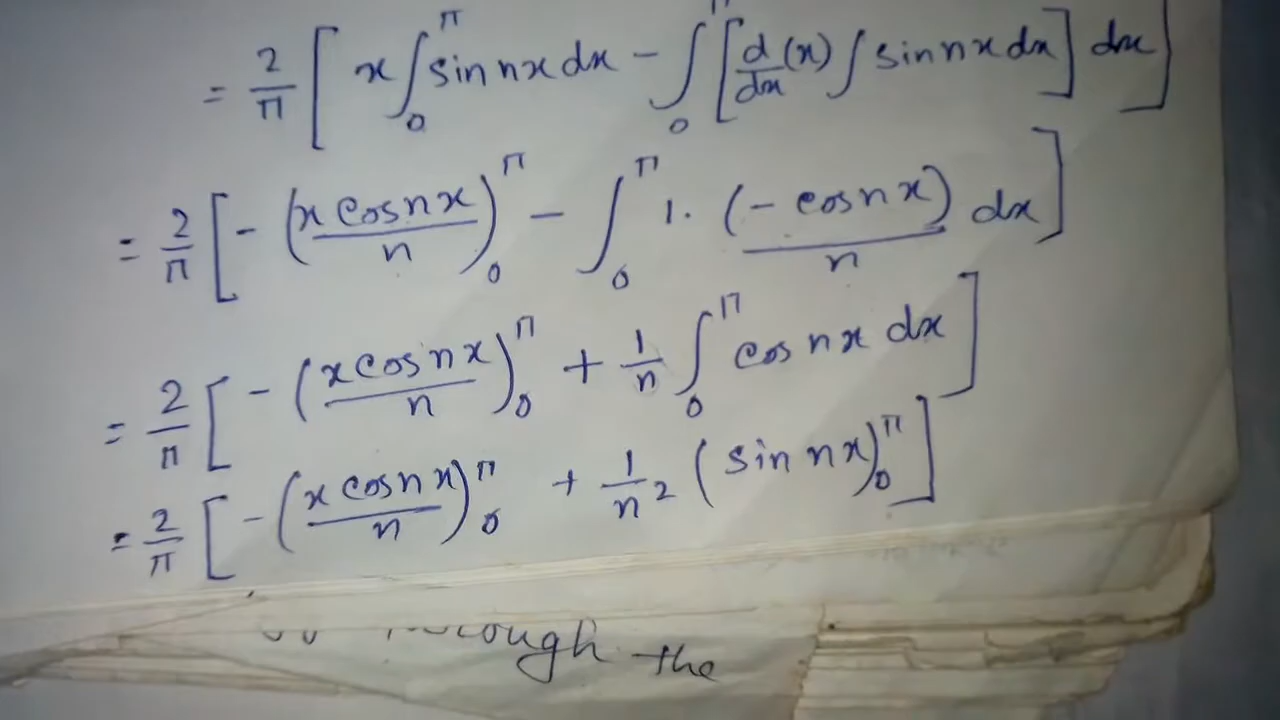 = 2/π [ x ∫₀^π sin nx dx - ∫₀^π [ d/dx (x) ∫ sin nx dx ] dx ]
= 2/π [ - (x cos nx / n)₀^π - ∫₀^π 1. (- cos nx) / n dx ]
= 2/π [ - (x cos nx / n)₀^π + 1/n ∫₀^π cos nx dx ]
= 2/π [ - (x cos nx / n)₀^π + 1/n² (sin nx)₀^π ]
through the